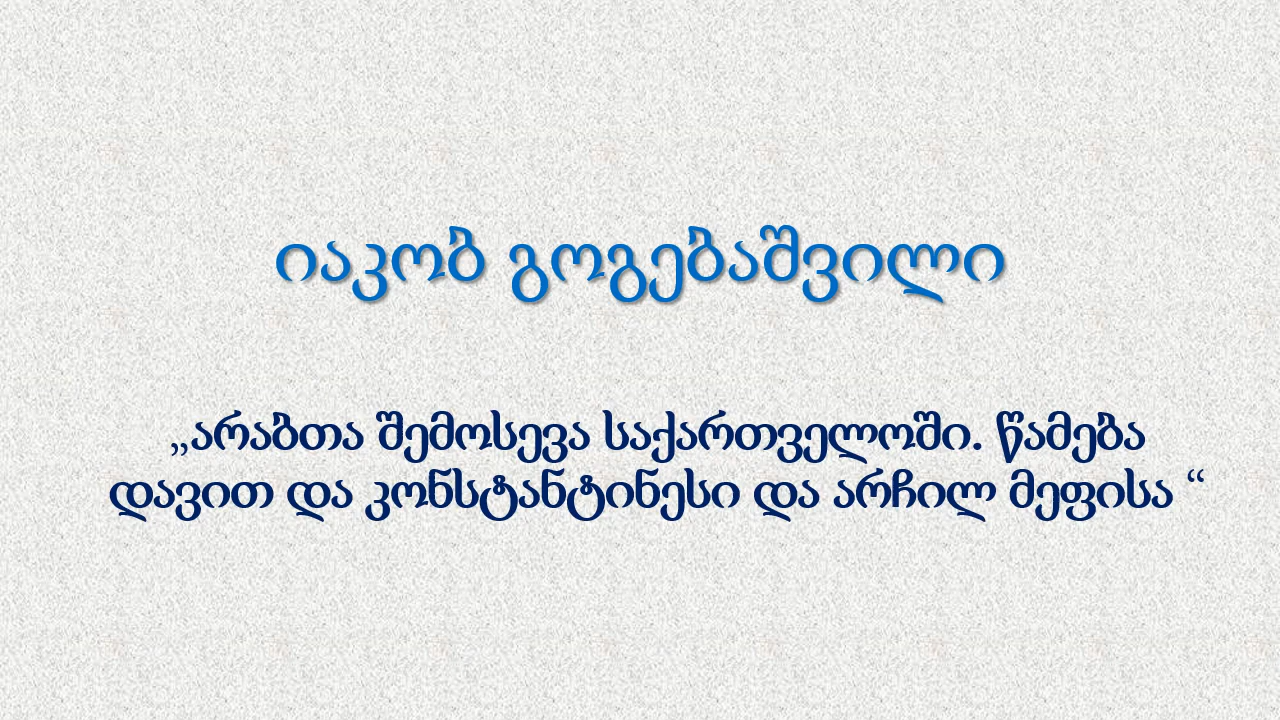 იაკობ გოგებაშვილი
„არაბთა შემოსევა საქართველოში. წამება
დავით და კონსტანტინესი და არჩილ მეფისა “